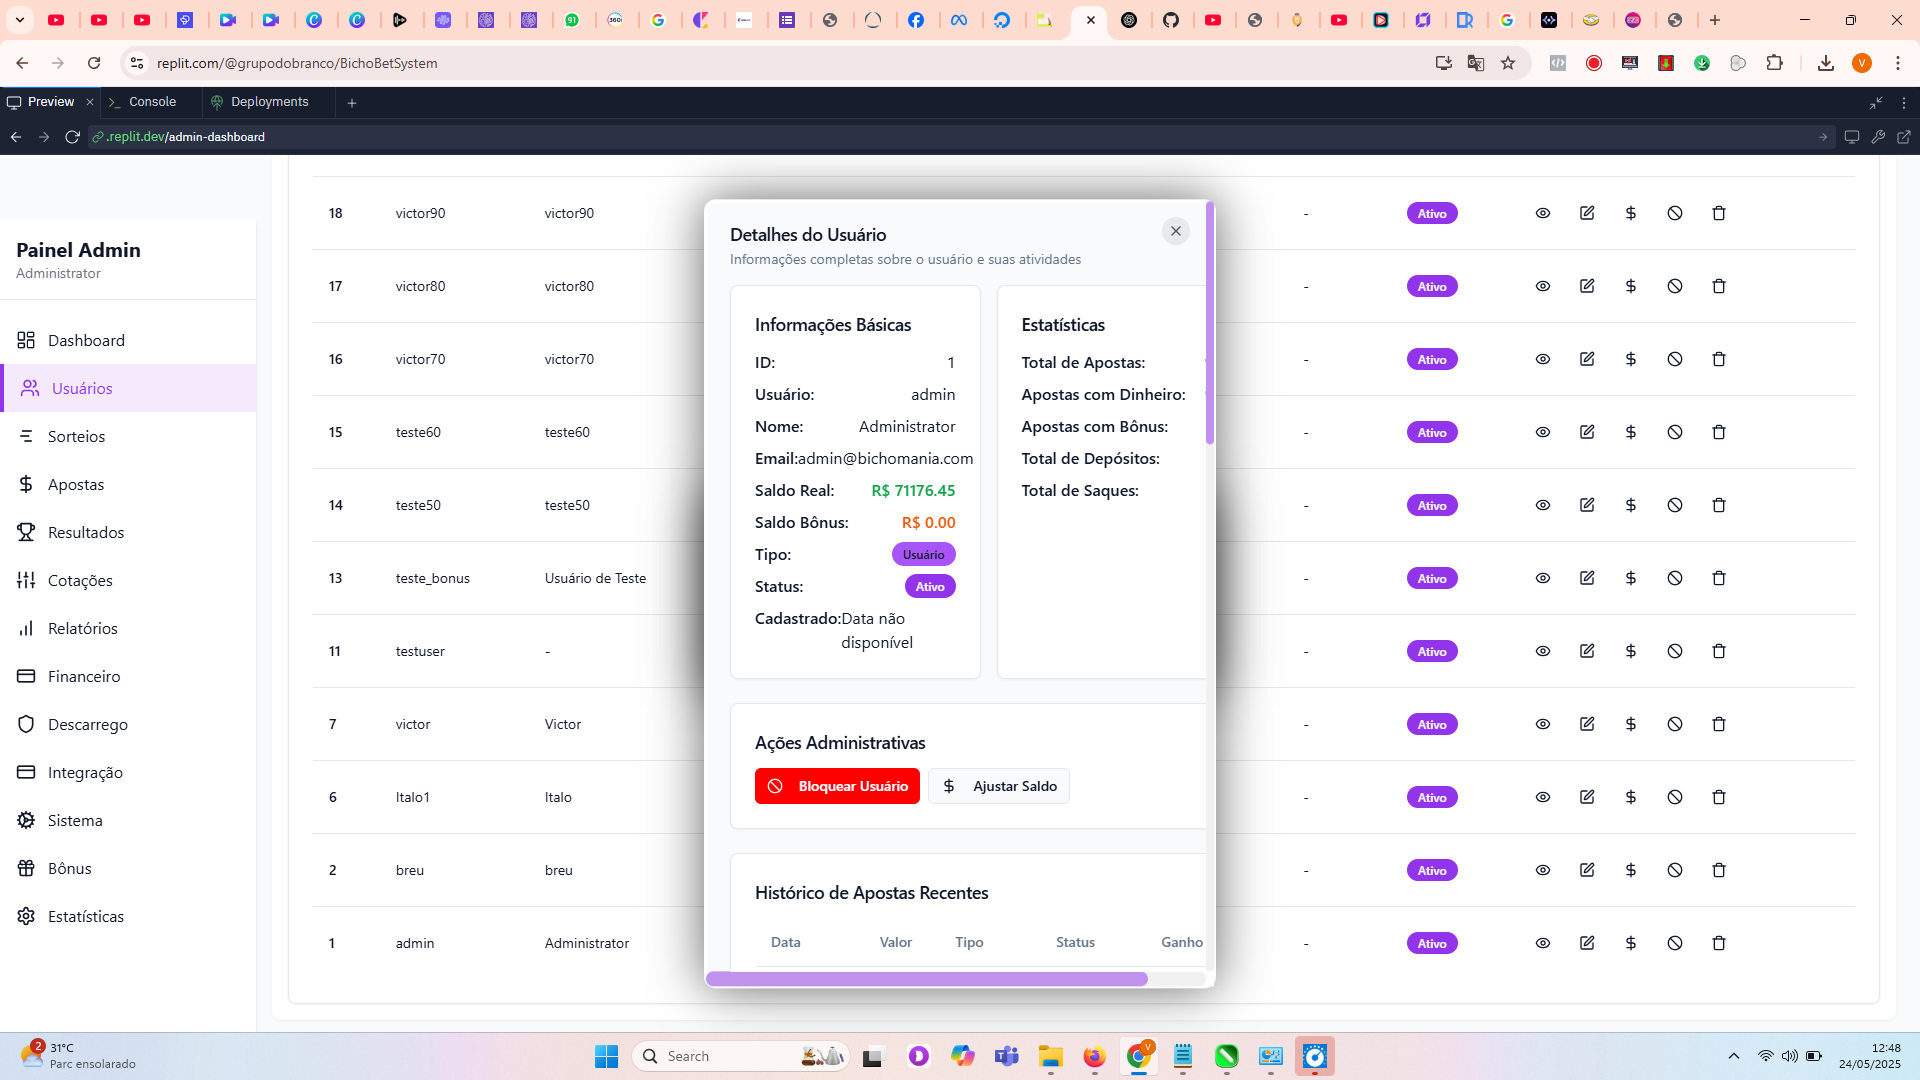 replit.com/@grupodobranco/BichoBetSystem
Preview
Console
Deployments
.replit.dev/admin-dashboard
Painel Admin
Administrator
Dashboard
Usuários
Sorteios
Apostas
Resultados
Cotações
Relatórios
Financeiro
Descarrego
Integração
Sistema
Bônus
Estatísticas
18 victor90 victor90 - Ativo
17 victor80 victor80 - Ativo
16 victor70 victor70 - Ativo
15 teste60 teste60 - Ativo
14 teste50 teste50 - Ativo
13 teste_bonus Usuário de Teste - Ativo
11 testuser - - Ativo
7 victor Victor - Ativo
6 Italo1 Italo - Ativo
2 breu breu - Ativo
1 admin Administrator - Ativo
Detalhes do Usuário
Informações completas sobre o usuário e suas atividades
Informações Básicas
ID: 1
Usuário: admin
Nome: Administrator
Email:admin@bichomania.com
Saldo Real: R$ 71176.45
Saldo Bônus: R$ 0.00
Tipo: Usuário
Status: Ativo
Cadastrado:Data não
disponível
Estatísticas
Total de Apostas:
Apostas com Dinheiro:
Apostas com Bônus:
Total de Depósitos:
Total de Saques:
Ações Administrativas
Bloquear Usuário
$ Ajustar Saldo
Histórico de Apostas Recentes
Data Valor Tipo Status Ganho
2
31°C
Parc ensolarado
Search
12:48
24/05/2025